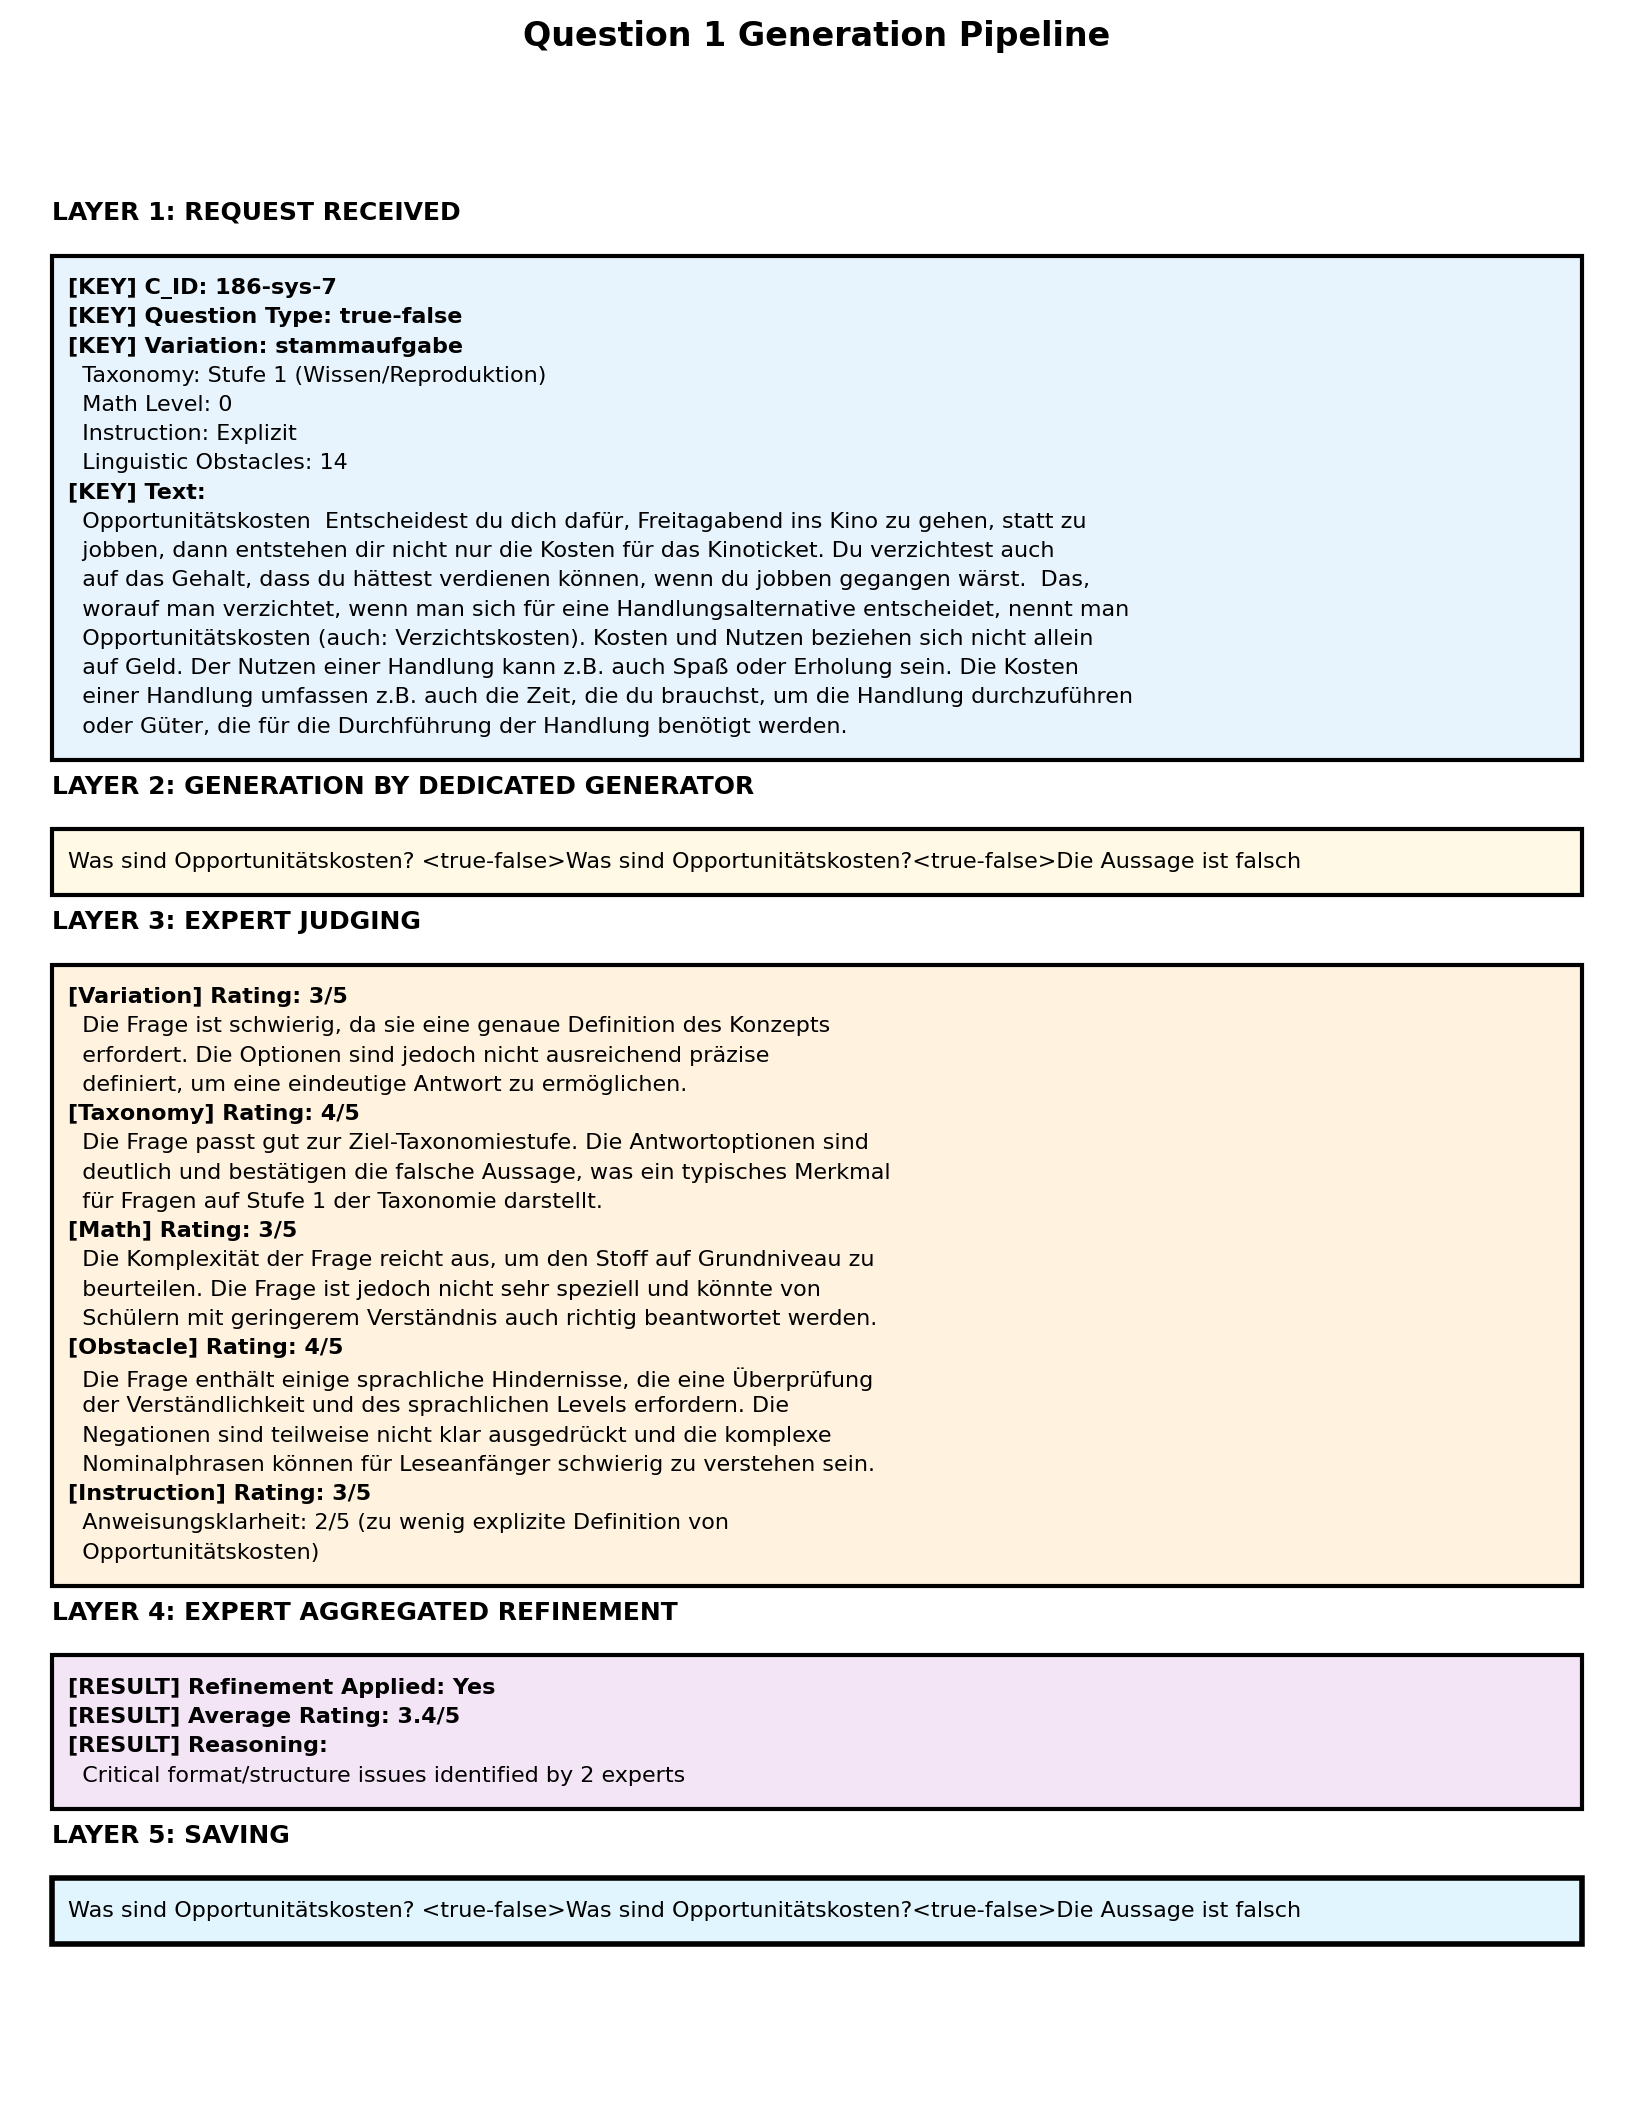 Question 1 Generation Pipeline
LAYER 1: REQUEST RECEIVED
[KEY] C_ID: 186-sys-7
[KEY] Question Type: true-false
[KEY] Variation: stammaufgabe
Taxonomy: Stufe 1 (Wissen/Reproduktion)
Math Level: 0
Instruction: Explizit
Linguistic Obstacles: 14
[KEY] Text:
Opportunitätskosten  Entscheidest du dich dafür, Freitagabend ins Kino zu gehen, statt zu
jobben, dann entstehen dir nicht nur die Kosten für das Kinoticket. Du verzichtest auch
auf das Gehalt, dass du hättest verdienen können, wenn du jobben gegangen wärst.  Das,
worauf man verzichtet, wenn man sich für eine Handlungsalternative entscheidet, nennt man
Opportunitätskosten (auch: Verzichtskosten). Kosten und Nutzen beziehen sich nicht allein
auf Geld. Der Nutzen einer Handlung kann z.B. auch Spaß oder Erholung sein. Die Kosten
einer Handlung umfassen z.B. auch die Zeit, die du brauchst, um die Handlung durchzuführen
oder Güter, die für die Durchführung der Handlung benötigt werden.
LAYER 2: GENERATION BY DEDICATED GENERATOR
Was sind Opportunitätskosten? <true-false>Was sind Opportunitätskosten?<true-false>Die Aussage ist falsch
LAYER 3: EXPERT JUDGING
[Variation] Rating: 3/5
Die Frage ist schwierig, da sie eine genaue Definition des Konzepts
erfordert. Die Optionen sind jedoch nicht ausreichend präzise
definiert, um eine eindeutige Antwort zu ermöglichen.
[Taxonomy] Rating: 4/5
Die Frage passt gut zur Ziel-Taxonomiestufe. Die Antwortoptionen sind
deutlich und bestätigen die falsche Aussage, was ein typisches Merkmal
für Fragen auf Stufe 1 der Taxonomie darstellt.
[Math] Rating: 3/5
Die Komplexität der Frage reicht aus, um den Stoff auf Grundniveau zu
beurteilen. Die Frage ist jedoch nicht sehr speziell und könnte von
Schülern mit geringerem Verständnis auch richtig beantwortet werden.
[Obstacle] Rating: 4/5
Die Frage enthält einige sprachliche Hindernisse, die eine Überprüfung
der Verständlichkeit und des sprachlichen Levels erfordern. Die
Negationen sind teilweise nicht klar ausgedrückt und die komplexe
Nominalphrasen können für Leseanfänger schwierig zu verstehen sein.
[Instruction] Rating: 3/5
Anweisungsklarheit: 2/5 (zu wenig explizite Definition von
Opportunitätskosten)
LAYER 4: EXPERT AGGREGATED REFINEMENT
[RESULT] Refinement Applied: Yes
[RESULT] Average Rating: 3.4/5
[RESULT] Reasoning:
Critical format/structure issues identified by 2 experts
LAYER 5: SAVING
Was sind Opportunitätskosten? <true-false>Was sind Opportunitätskosten?<true-false>Die Aussage ist falsch